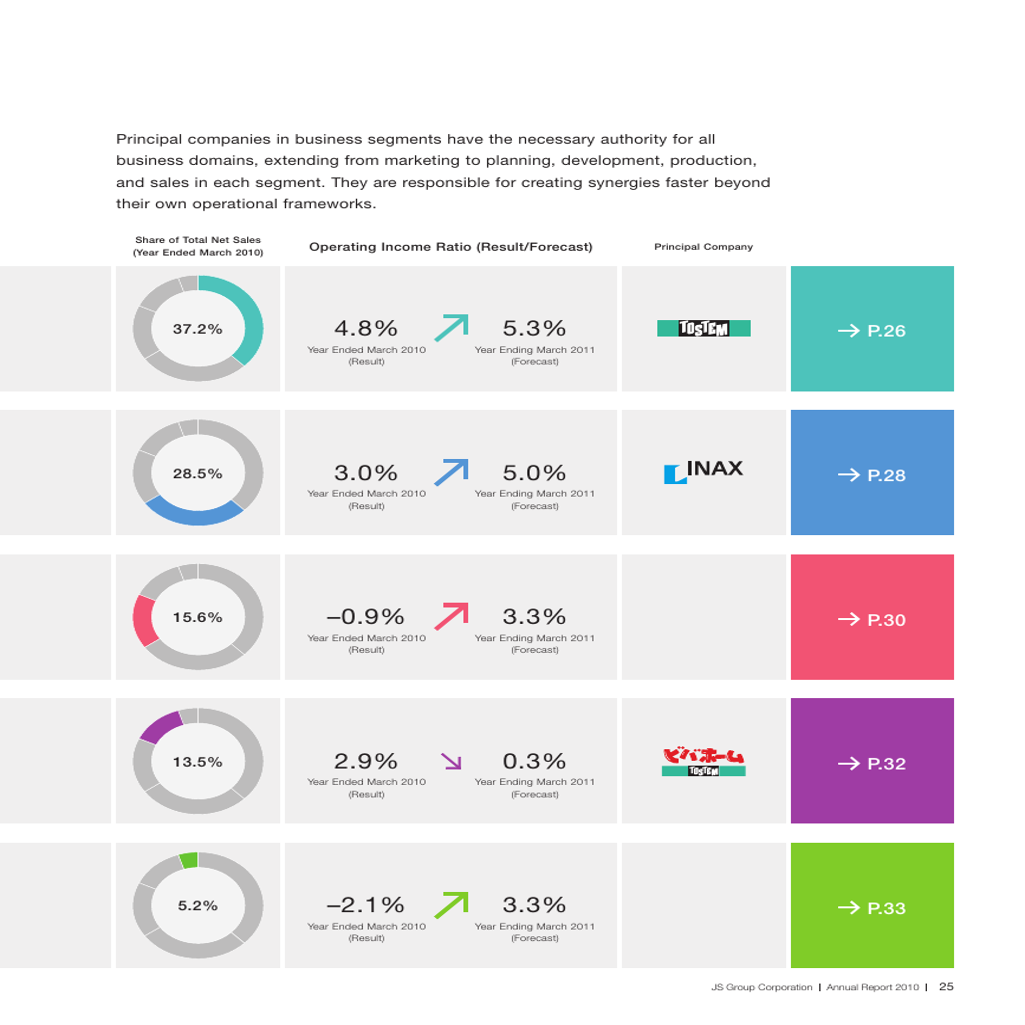 Principal companies in business segments have the necessary authority for all
business domains, extending from marketing to planning, development, production,
and sales in each segment. They are responsible for creating synergies faster beyond
their own operational frameworks.
Share of Total Net Sales
(Year Ended March 2010)
Operating Income Ratio (Result/Forecast)
Principal Company
37.2%
4.8%
Year Ended March 2010
(Result)
5.3%
Year Ending March 2011
(Forecast)
TOSTEM
→ P.26
28.5%
3.0%
Year Ended March 2010
(Result)
5.0%
Year Ending March 2011
(Forecast)
INAX
→ P.28
15.6%
–0.9%
Year Ended March 2010
(Result)
3.3%
Year Ending March 2011
(Forecast)
→ P.30
13.5%
2.9%
Year Ended March 2010
(Result)
0.3%
Year Ending March 2011
(Forecast)
ビバホーム
TOSTEM
→ P.32
5.2%
–2.1%
Year Ended March 2010
(Result)
3.3%
Year Ending March 2011
(Forecast)
→ P.33
JS Group Corporation | Annual Report 2010 | 25